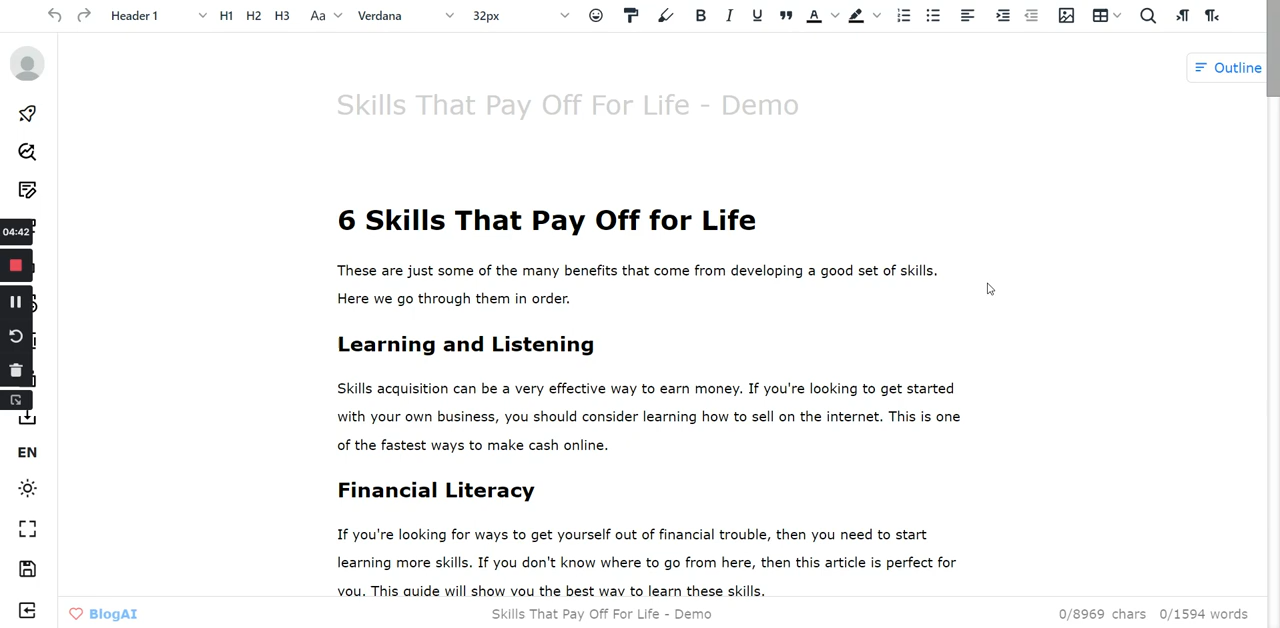 Header 1 H1 H2 H3 Aa Verdana 32px B I U A
Outline
Skills That Pay Off For Life - Demo
6 Skills That Pay Off for Life
These are just some of the many benefits that come from developing a good set of skills.
Here we go through them in order.
04:42
Learning and Listening
Skills acquisition can be a very effective way to earn money. If you're looking to get started
with your own business, you should consider learning how to sell on the internet. This is one
of the fastest ways to make cash online.
EN
Financial Literacy
If you're looking for ways to get yourself out of financial trouble, then you need to start
learning more skills. If you don't know where to go from here, then this article is perfect for
you. This guide will show you the best way to learn these skills.
BlogAI Skills That Pay Off For Life - Demo 0/8969 chars 0/1594 words